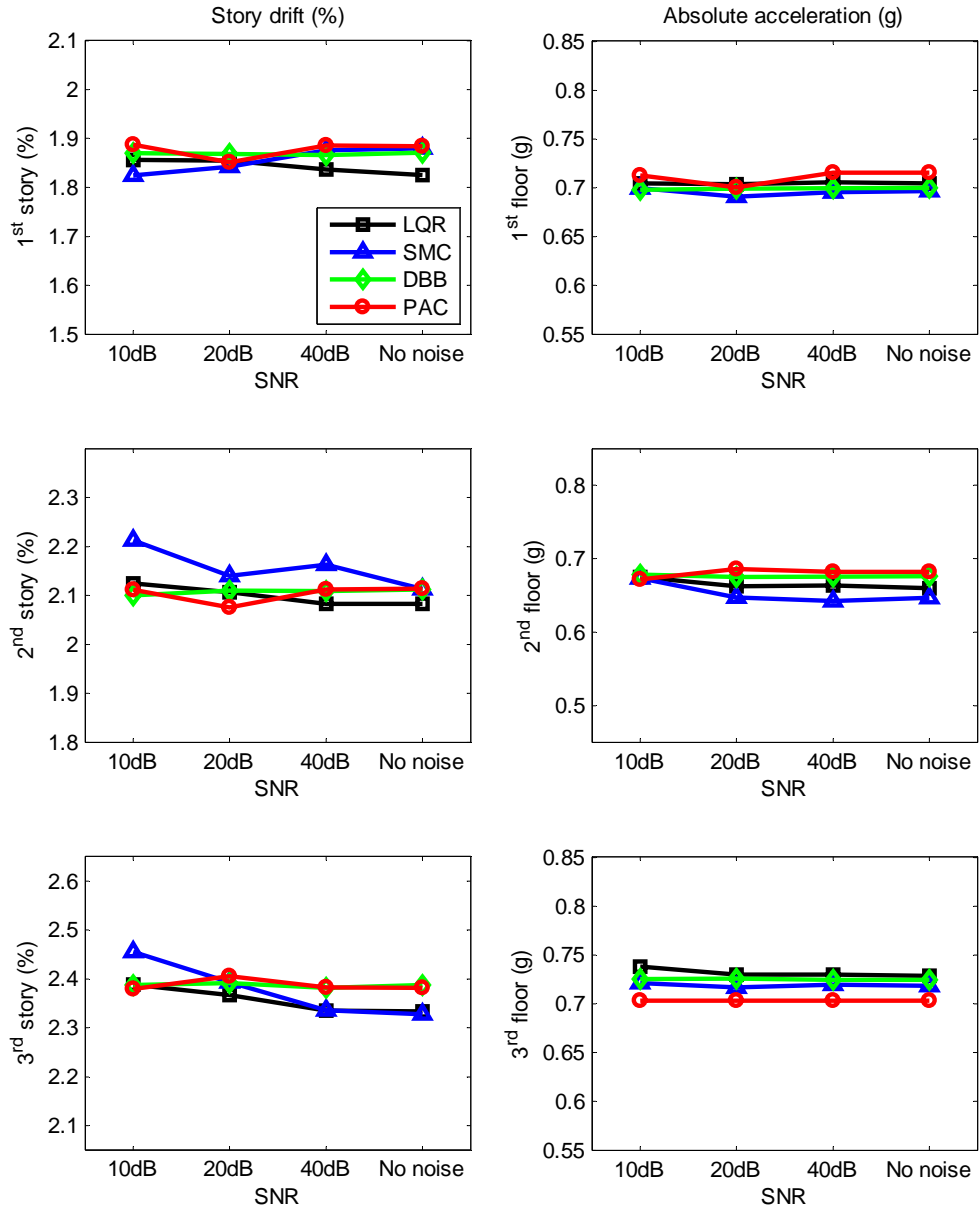 Story drift (%)
Absolute acceleration (g)
2.1
2
1.9
1.8
1.7
1.6
1.5
1st story (%)
10dB 20dB 40dB No noise
SNR
LQR
SMC
DBB
PAC
0.85
0.8
0.75
0.7
0.65
0.6
0.55
1st floor (g)
10dB 20dB 40dB No noise
SNR
2.3
2.2
2.1
2
1.9
1.8
2nd story (%)
10dB 20dB 40dB No noise
SNR
0.8
0.7
0.6
0.5
2nd floor (g)
10dB 20dB 40dB No noise
SNR
2.6
2.5
2.4
2.3
2.2
2.1
3rd story (%)
10dB 20dB 40dB No noise
SNR
0.85
0.8
0.75
0.7
0.65
0.6
0.55
3rd floor (g)
10dB 20dB 40dB No noise
SNR